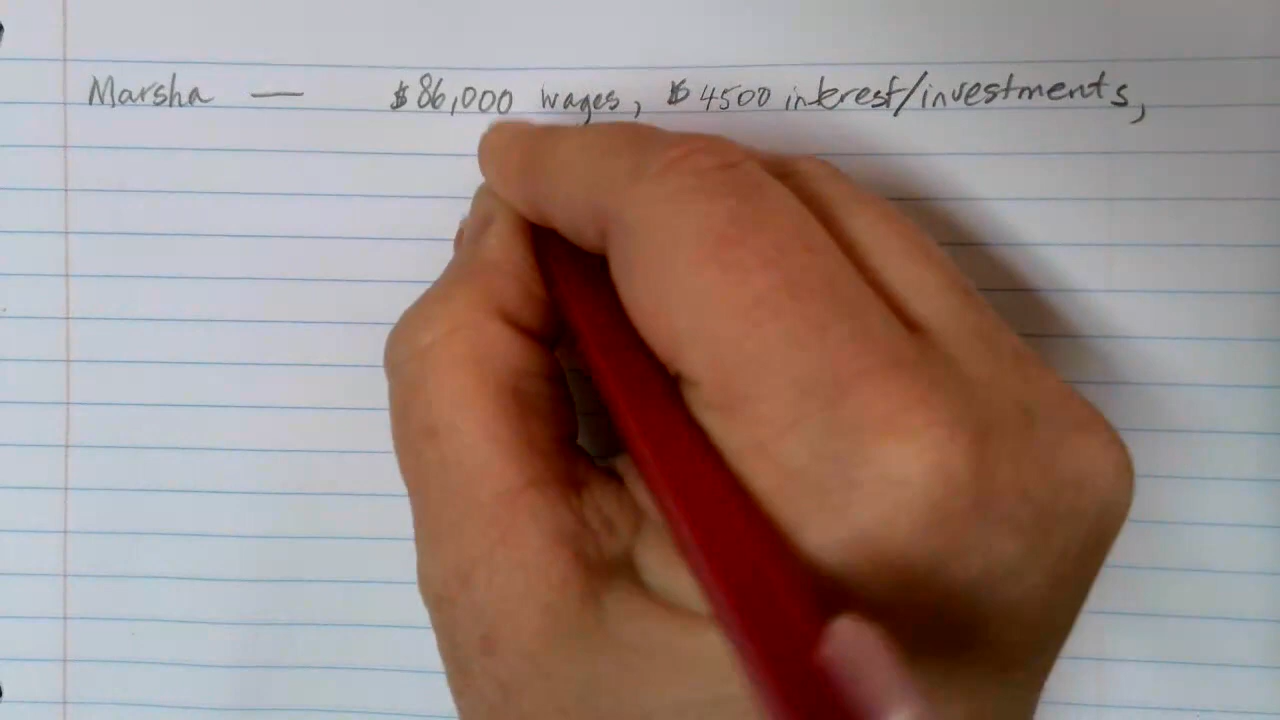 Marsha — $86,000 wages, $4500 interest/investments,